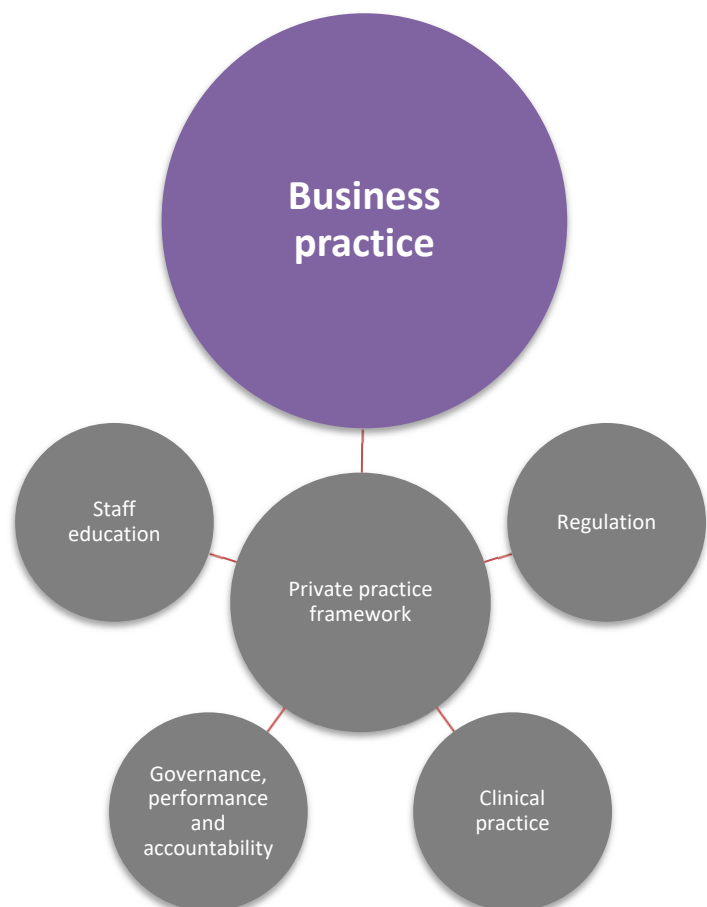 Business
practice
Staff
education
Regulation
Private practice
framework
Governance,
performance
and
accountability
Clinical
practice